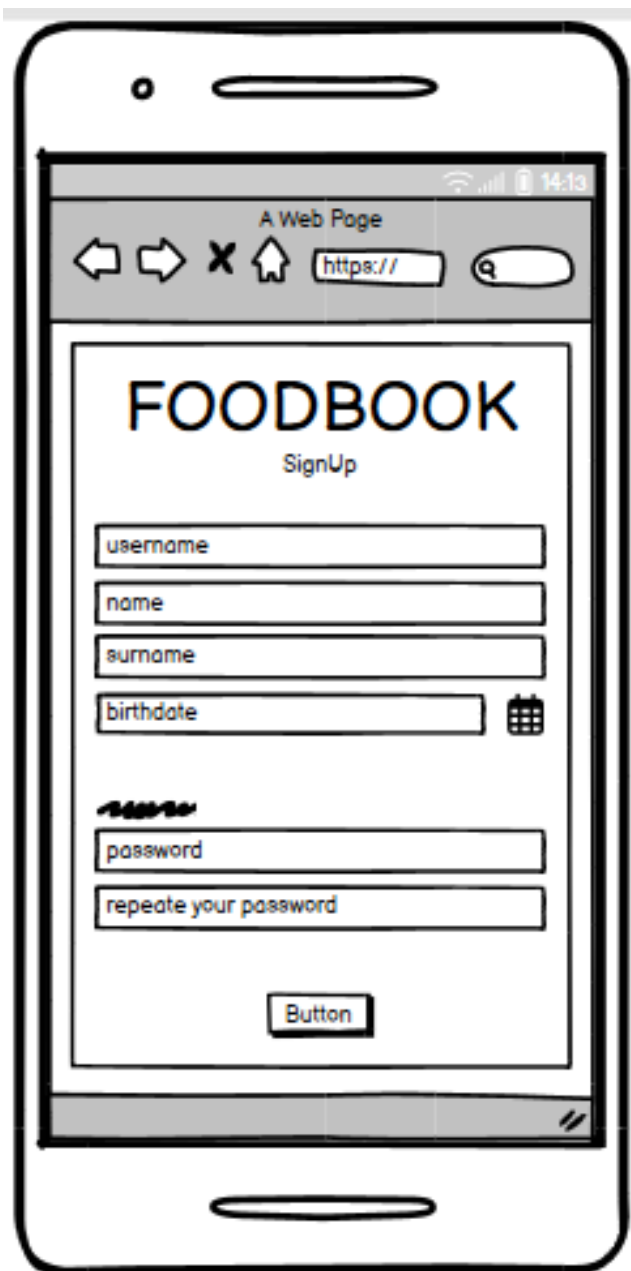 14:13
A Web Page
https://
FOODBOOK
SignUp
username
name
surname
birthdate
password
repeate your password
Button